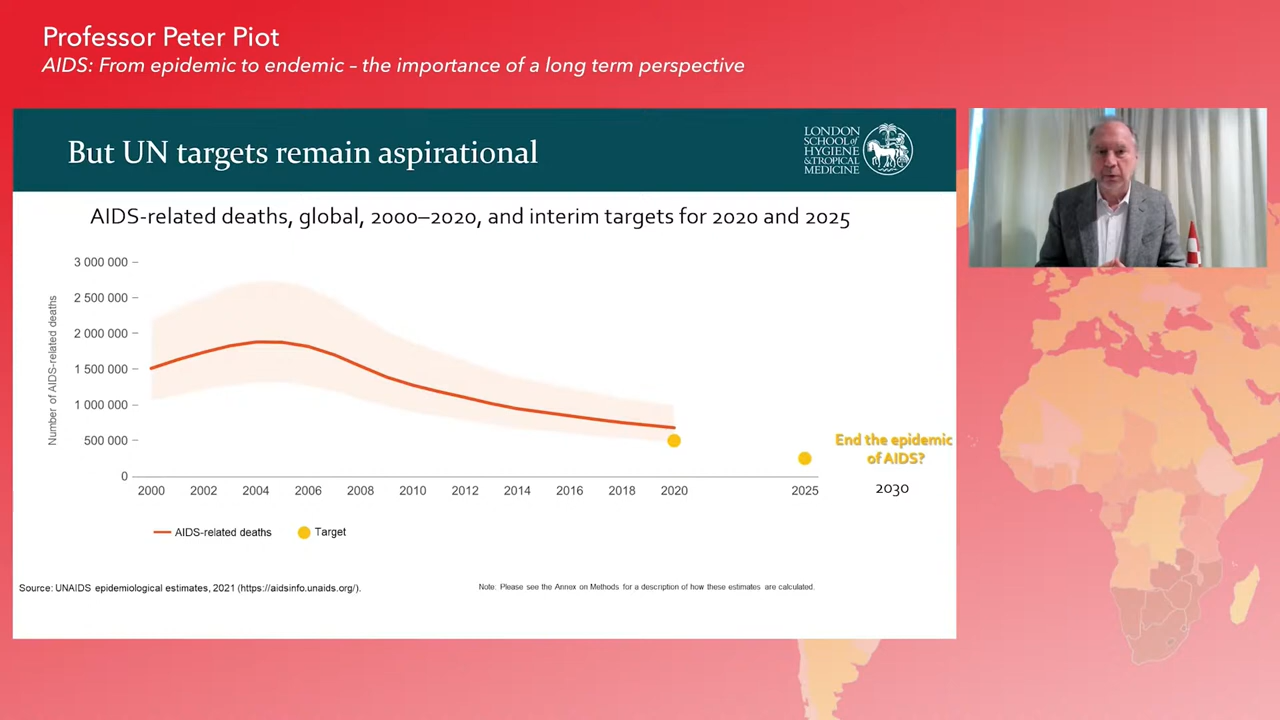 Professor Peter Piot
AIDS: From epidemic to endemic – the importance of a long term perspective
But UN targets remain aspirational
LONDON
SCHOOL of
HYGIENE
& TROPICAL
MEDICINE
AIDS-related deaths, global, 2000–2020, and interim targets for 2020 and 2025
Number of AIDS-related deaths
3 000 000
2 500 000
2 000 000
1 500 000
1 000 000
500 000
0
2000 2002 2004 2006 2008 2010 2012 2014 2016 2018 2020 2025
End the epidemic
of AIDS?
2030
AIDS-related deaths Target
Source: UNAIDS epidemiological estimates, 2021 (https://aidsinfo.unaids.org/).
Note: Please see the Annex on Methods for a description of how these estimates are calculated.